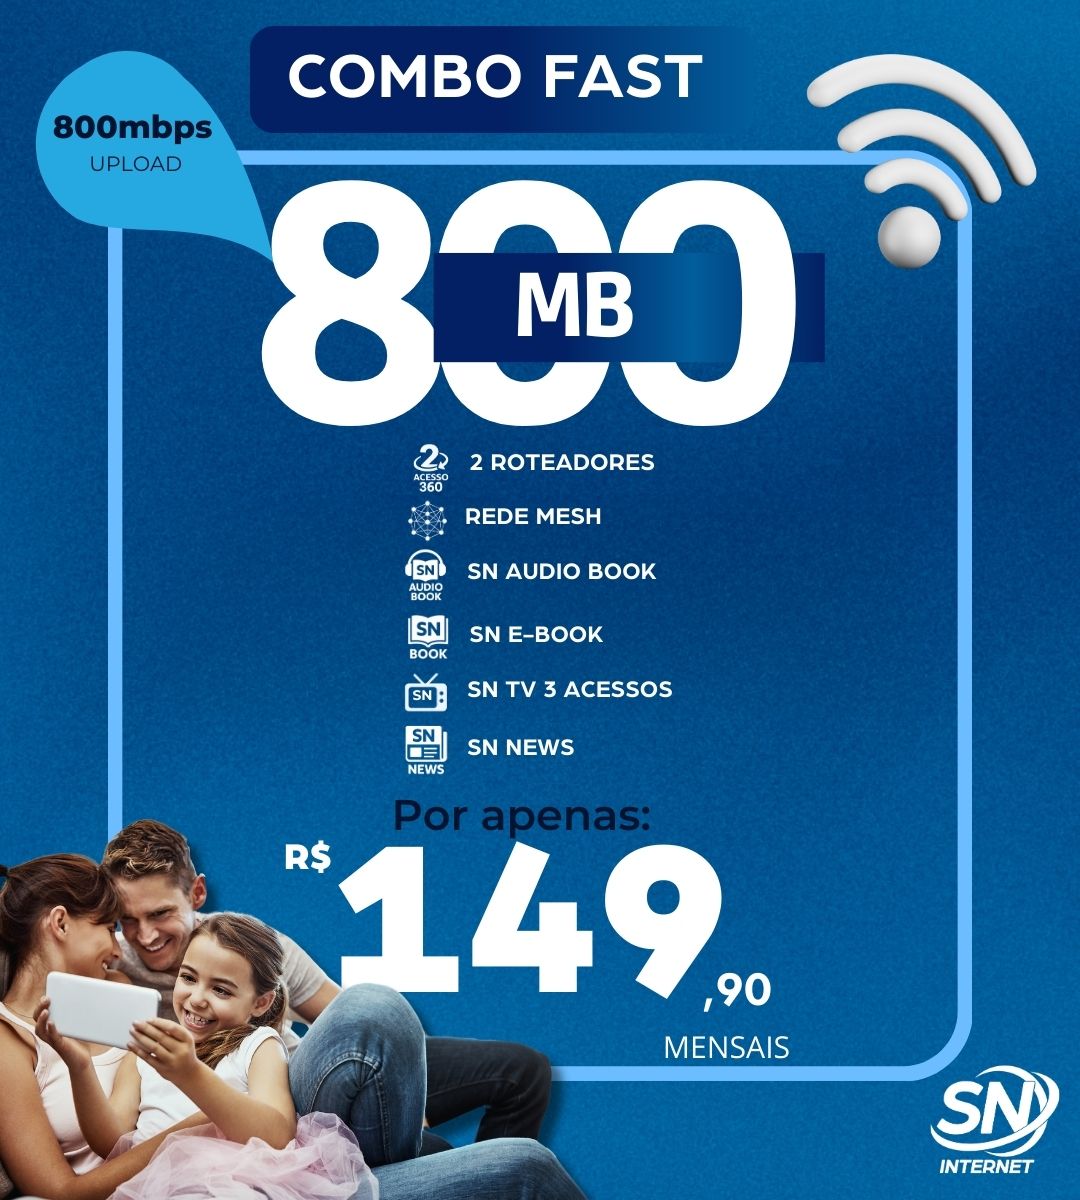 COMBO FAST
800mbps
UPLOAD
800
MB
2
ACESSO
360
2 ROTEADORES
REDE MESH
SN
AUDIO
BOOK
SN AUDIO BOOK
SN
BOOK
SN E-BOOK
SN
SN TV 3 ACESSOS
SN
NEWS
SN NEWS
Por apenas:
R$ 149,90
MENSAIS
SN
INTERNET